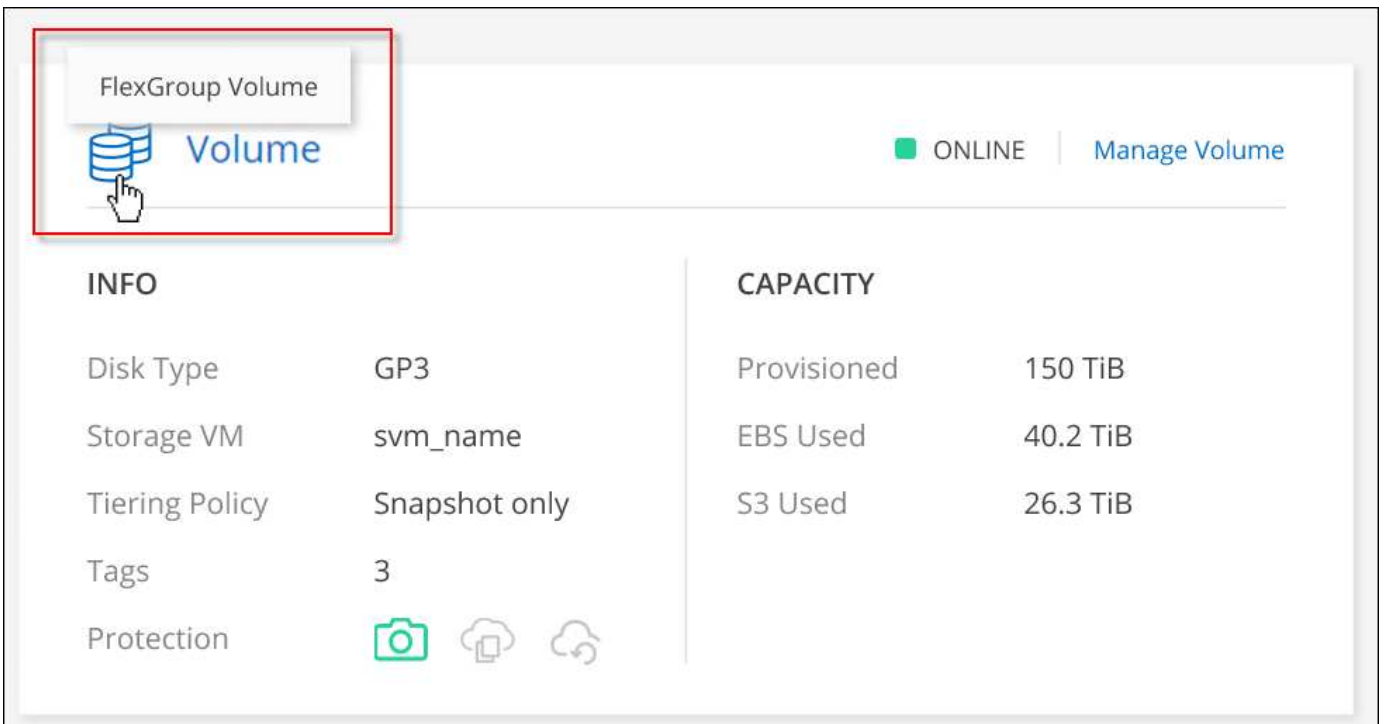 FlexGroup Volume
Volume
ONLINE
Manage Volume
INFO
Disk Type GP3
Storage VM svm_name
Tiering Policy Snapshot only
Tags 3
Protection
CAPACITY
Provisioned 150 TiB
EBS Used 40.2 TiB
S3 Used 26.3 TiB